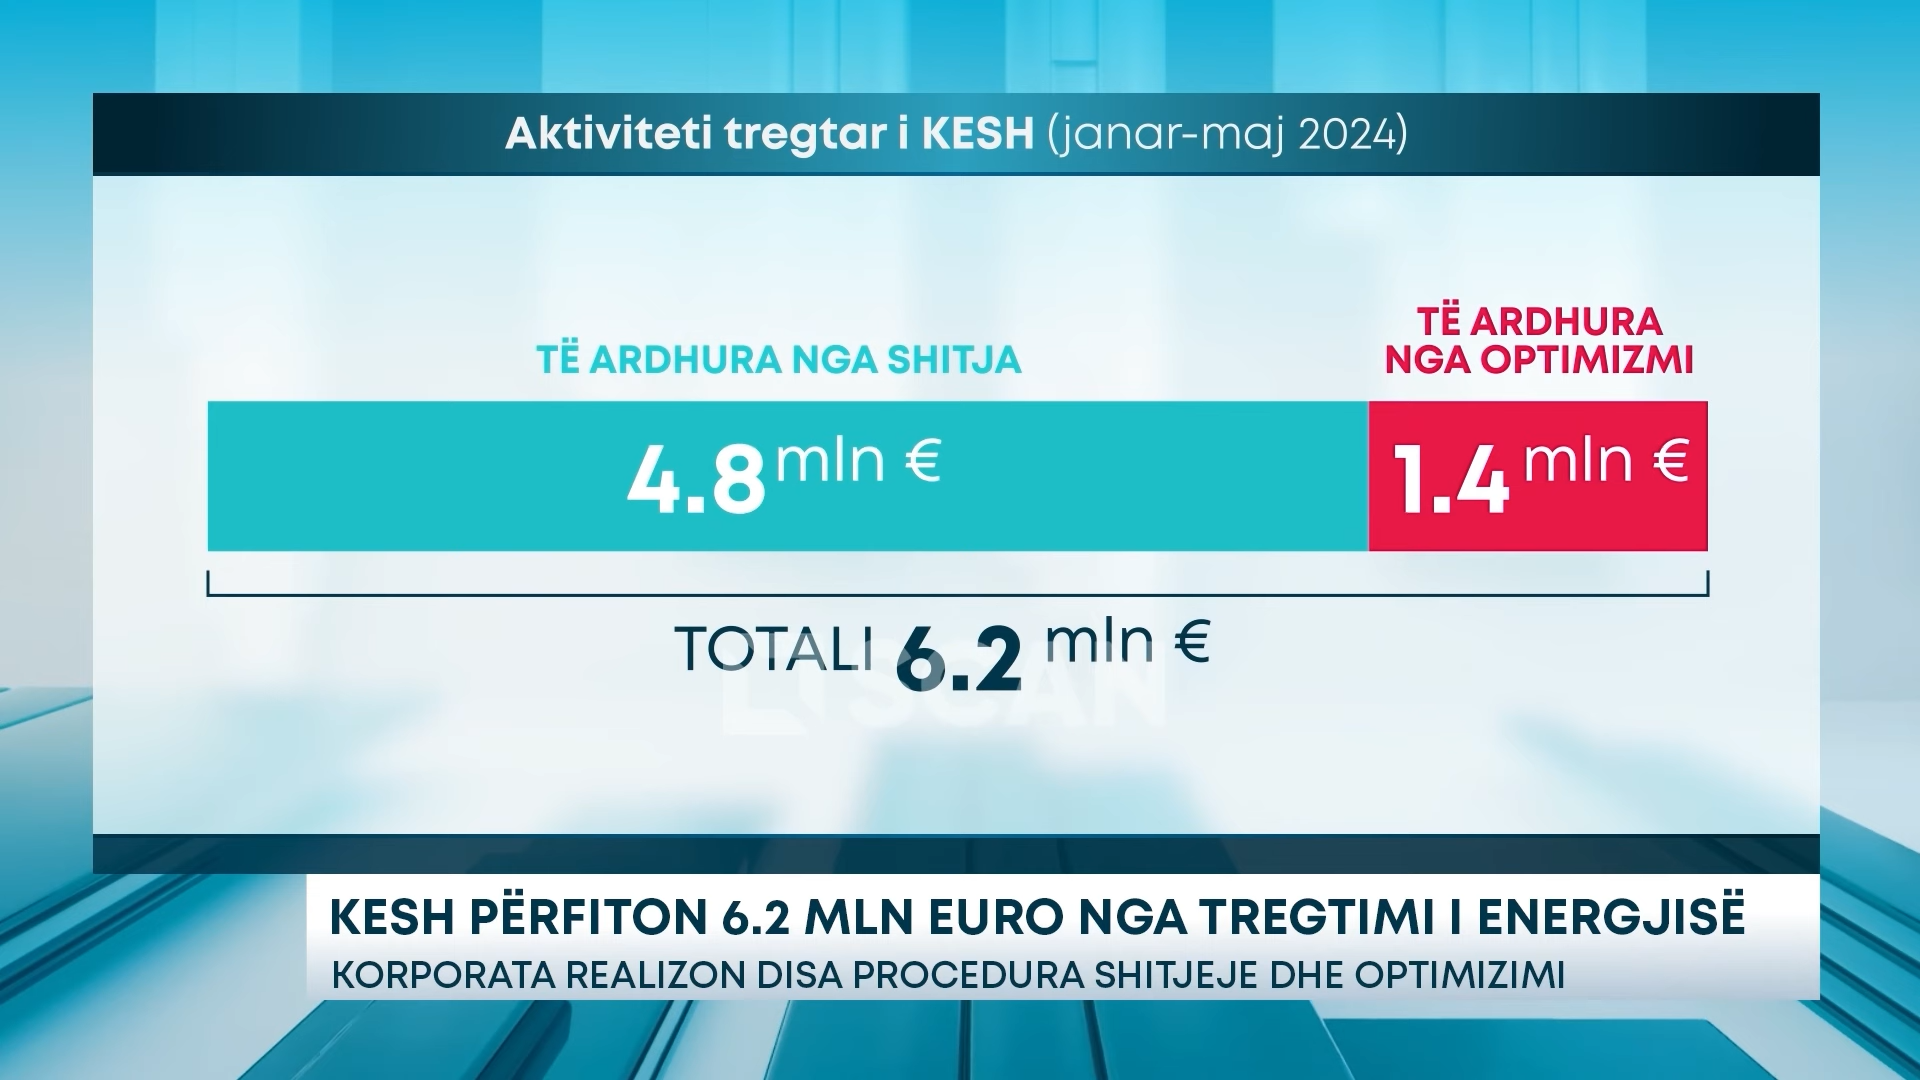 Aktiviteti tregtar i KESH (janar-maj 2024)
TË ARDHURA NGA SHITJA
TË ARDHURA
NGA OPTIMIZMI
4.8 mln €
1.4 mln €
TOTALI 6.2 mln €
SCAN
KESH PËRFITON 6.2 MLN EURO NGA TREGTIMI I ENERGJISË
KORPORATA REALIZON DISA PROCEDURA SHITJEJE DHE OPTIMIZIMI